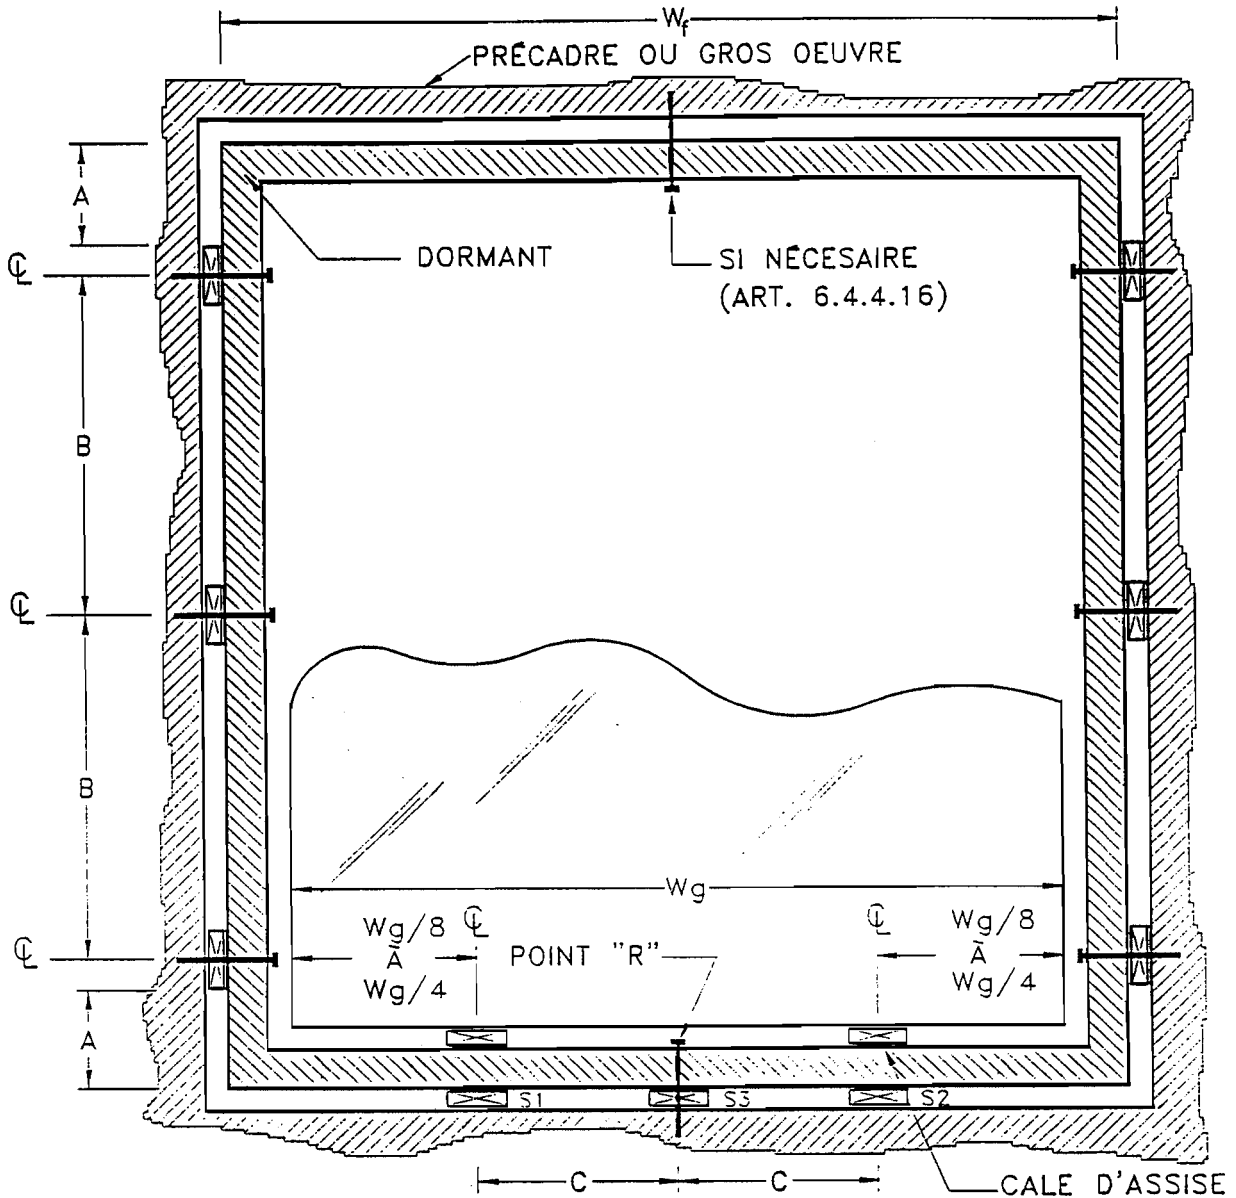 Wf
PRÉCADRE OU GROS OEUVRE
A
℄
DORMANT
SI NÉCESAIRE
(ART. 6.4.4.16)
B
℄
B
Wg
Wg/8
À
Wg/4
℄
POINT "R"
℄
Wg/8
À
Wg/4
℄
A
S1
S3
S2
C
C
CALE D'ASSISE